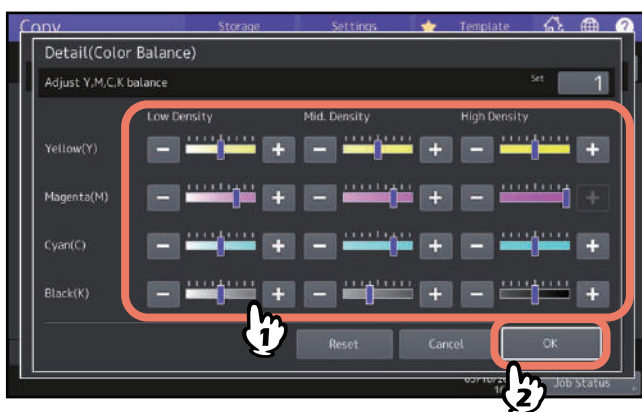 Copy Storage Settings Template ?
Detail(Color Balance)
Adjust Y,M,C,K balance Set 1
Low Density Mid. Density High Density
Yellow(Y)
Magenta(M)
Cyan(C)
Black(K)
1
Reset Cancel OK
Job Status
2